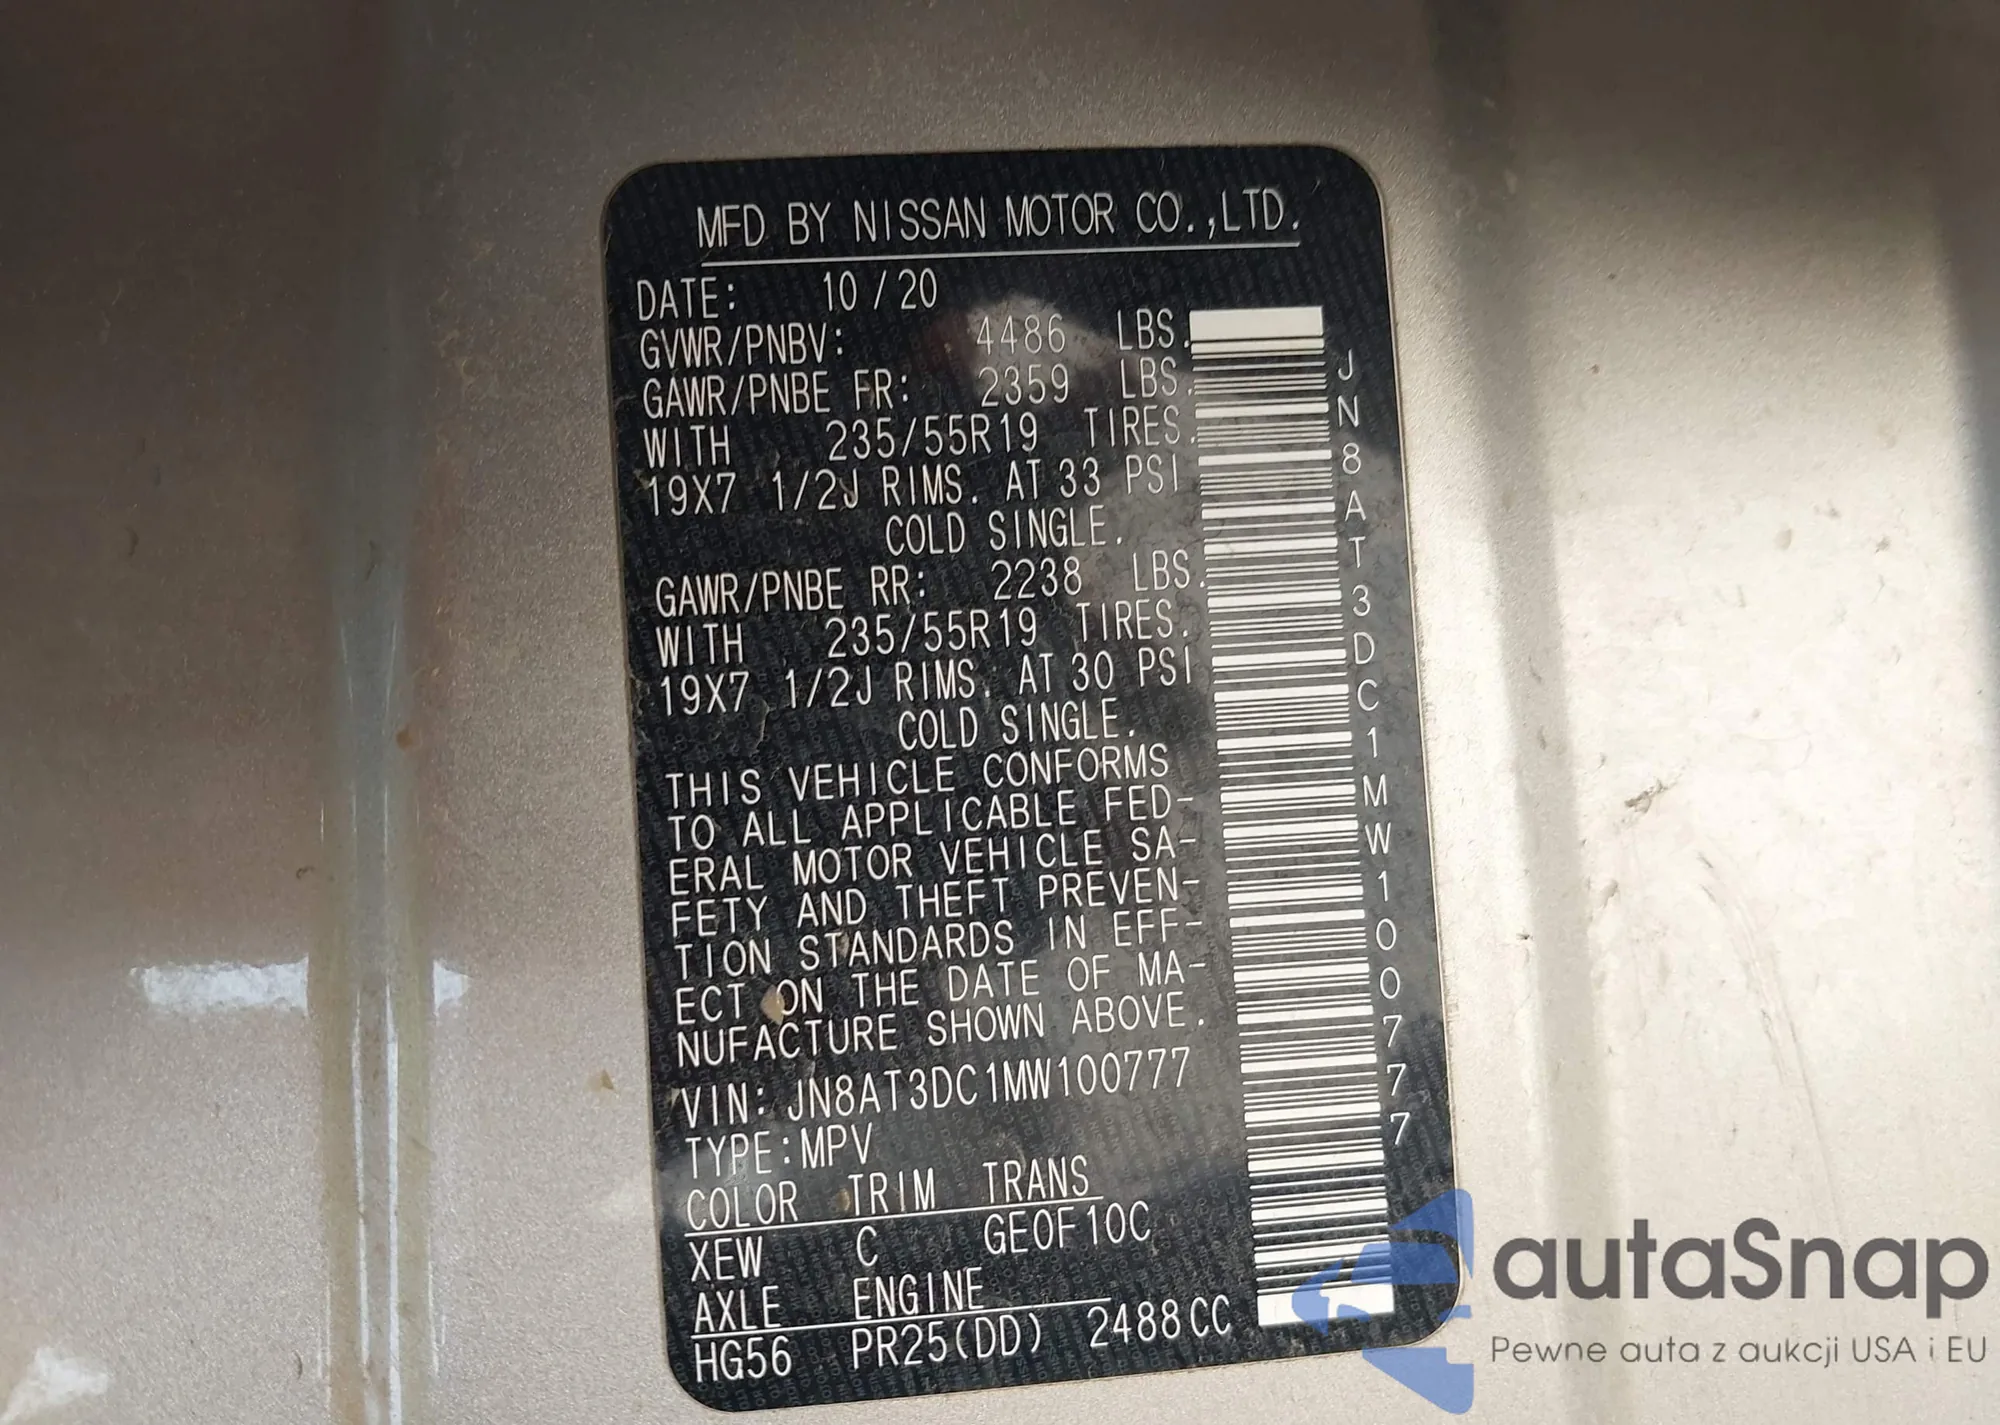 MFD BY NISSAN MOTOR CO.,LTD.
DATE: 10/20
GVWR/PNBV: 4486 LBS.
GAWR/PNBE FR: 2359 LBS.
WITH 235/55R19 TIRES.
19X7 1/2J RIMS. AT 33 PSI
COLD SINGLE.
GAWR/PNBE RR: 2238 LBS.
WITH 235/55R19 TIRES.
19X7 1/2J RIMS. AT 30 PSI
COLD SINGLE.
THIS VEHICLE CONFORMS
TO ALL APPLICABLE FED-
ERAL MOTOR VEHICLE SA-
FETY AND THEFT PREVEN-
TION STANDARDS IN EFF-
ECT ON THE DATE OF MA-
NUFACTURE SHOWN ABOVE.
VIN: JN8AT3DC1MW100777
TYPE:MPV
COLOR TRIM TRANS
XEW C GE0F10C
AXLE ENGINE
HG56 PR25(DD) 2488CC
JN8AT3DC1MW100777
autaSnap
Pewne auta z aukcji USA i EU